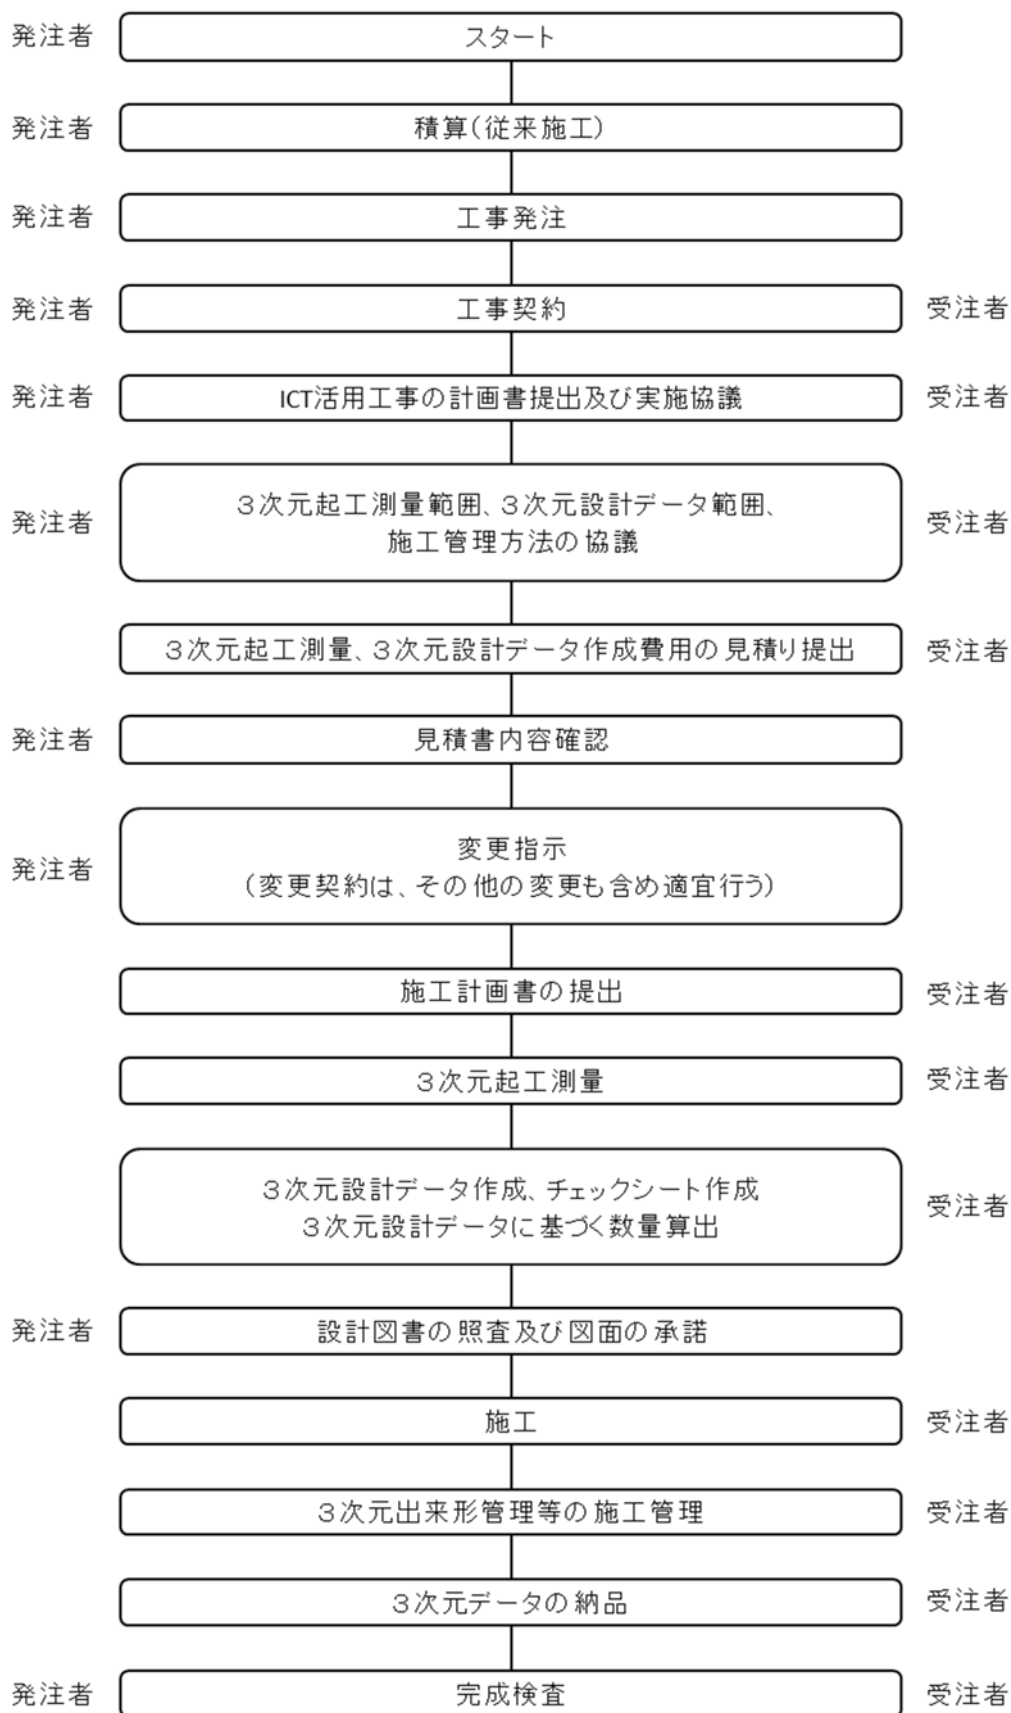 発注者 スタート
発注者 積算(従来施工)
発注者 工事発注
発注者 工事契約 受注者
発注者 ICT活用工事の計画書提出及び実施協議 受注者
3次元起工測量範囲、3次元設計データ範囲、
発注者 施工管理方法の協議 受注者
3次元起工測量、3次元設計データ作成費用の見積り提出 受注者
発注者 見積書内容確認
変更指示
発注者 (変更契約は、その他の変更も含め適宜行う)
施工計画書の提出 受注者
3次元起工測量 受注者
3次元設計データ作成、チェックシート作成
3次元設計データに基づく数量算出 受注者
発注者 設計図書の照査及び図面の承諾
施工 受注者
3次元出来形管理等の施工管理 受注者
3次元データの納品 受注者
発注者 完成検査 受注者